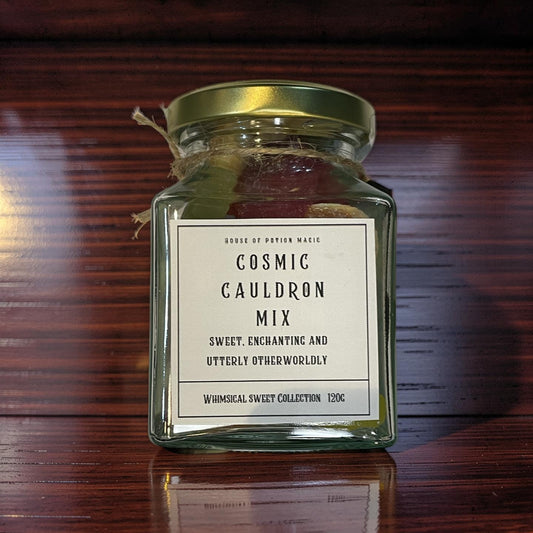 HOUSE OF POTION MAGIC
COSMIC
CAULDRON
MIX
SWEET, ENCHANTING AND
UTTERLY OTHERWORLDLY
WHIMSICAL SWEET COLLECTION 120G